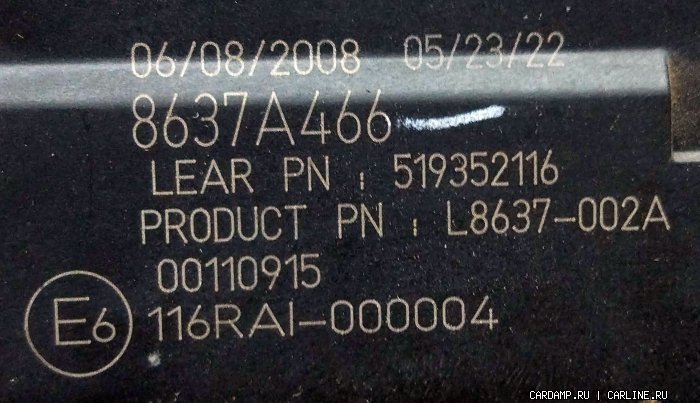 06/08/2008 05/23/22
8637A466
LEAR PN : 519352116
PRODUCT PN : L8637-002A
00110915
E6 116RAI-000004
CARDAMP.RU | CARLINE.RU